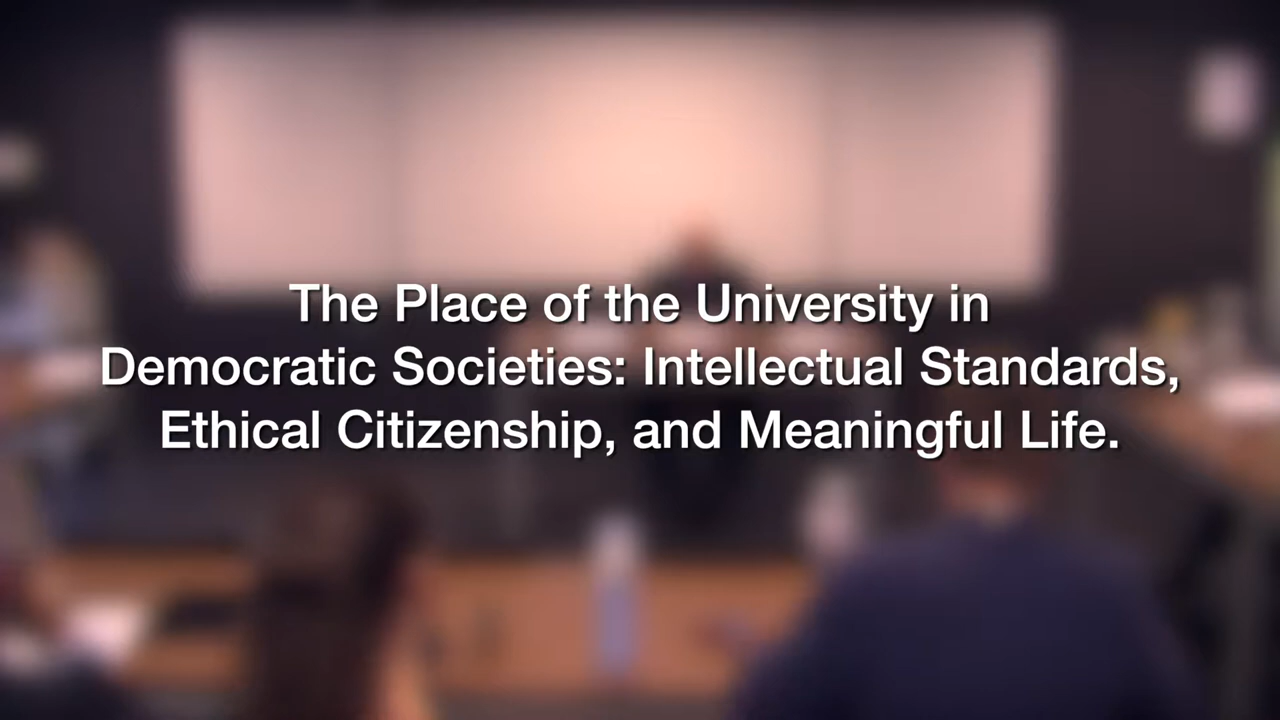 The Place of the University in
Democratic Societies: Intellectual Standards,
Ethical Citizenship, and Meaningful Life.